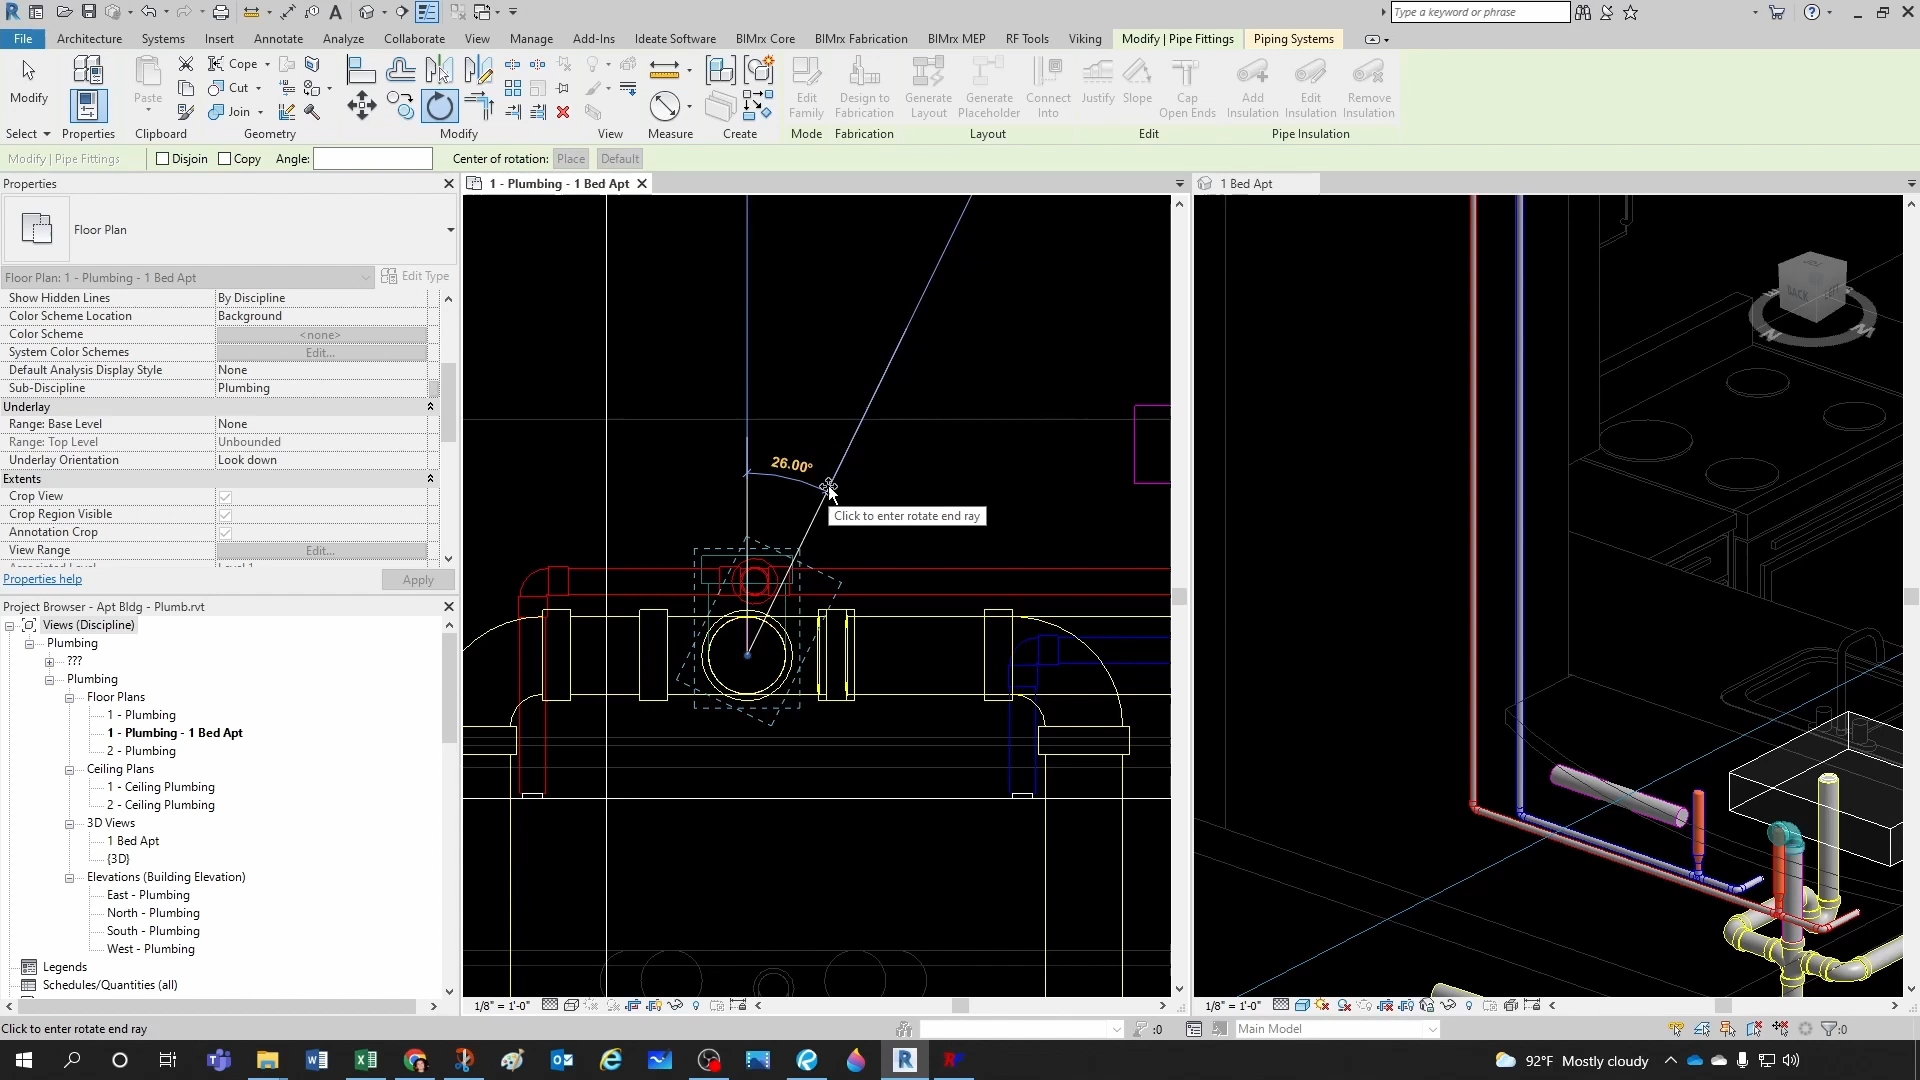 Type a keyword or phrase
File Architecture Systems Insert Annotate Analyze Collaborate View Manage Add-Ins Ideate Software BIMrx Core BIMrx Fabrication BIMrx MEP RF Tools Viking Modify | Pipe Fittings Piping Systems
Modify
Paste
Cope
Cut
Join
Edit Family
Design to Fabrication
Generate Layout
Generate Placeholder
Connect Into
Justify
Slope
Cap Open Ends
Add Insulation
Edit Insulation
Remove Insulation
Select Properties Clipboard Geometry Modify View Measure Create Mode Fabrication Layout Edit Pipe Insulation
Modify | Pipe Fittings Disjoin Copy Angle: Center of rotation: Place Default
Properties
Floor Plan
Floor Plan: 1 - Plumbing - 1 Bed Apt Edit Type
Show Hidden Lines By Discipline
Color Scheme Location Background
Color Scheme <none>
System Color Schemes Edit...
Default Analysis Display Style None
Sub-Discipline Plumbing
Underlay
Range: Base Level None
Range: Top Level Unbounded
Underlay Orientation Look down
Extents
Crop View
Crop Region Visible
Annotation Crop
View Range Edit...
Properties help Apply
Project Browser - Apt Bldg - Plumb.rvt
Views (Discipline)
Plumbing
???
Plumbing
Floor Plans
1 - Plumbing
1 - Plumbing - 1 Bed Apt
2 - Plumbing
Ceiling Plans
1 - Ceiling Plumbing
2 - Ceiling Plumbing
3D Views
1 Bed Apt
{3D}
Elevations (Building Elevation)
East - Plumbing
North - Plumbing
South - Plumbing
West - Plumbing
Legends
Schedules/Quantities (all)
1 - Plumbing - 1 Bed Apt
26.00°
Click to enter rotate end ray
1/8" = 1'-0"
1 Bed Apt
BACK
1/8" = 1'-0"
Click to enter rotate end ray
:0
Main Model
:0
92°F Mostly cloudy